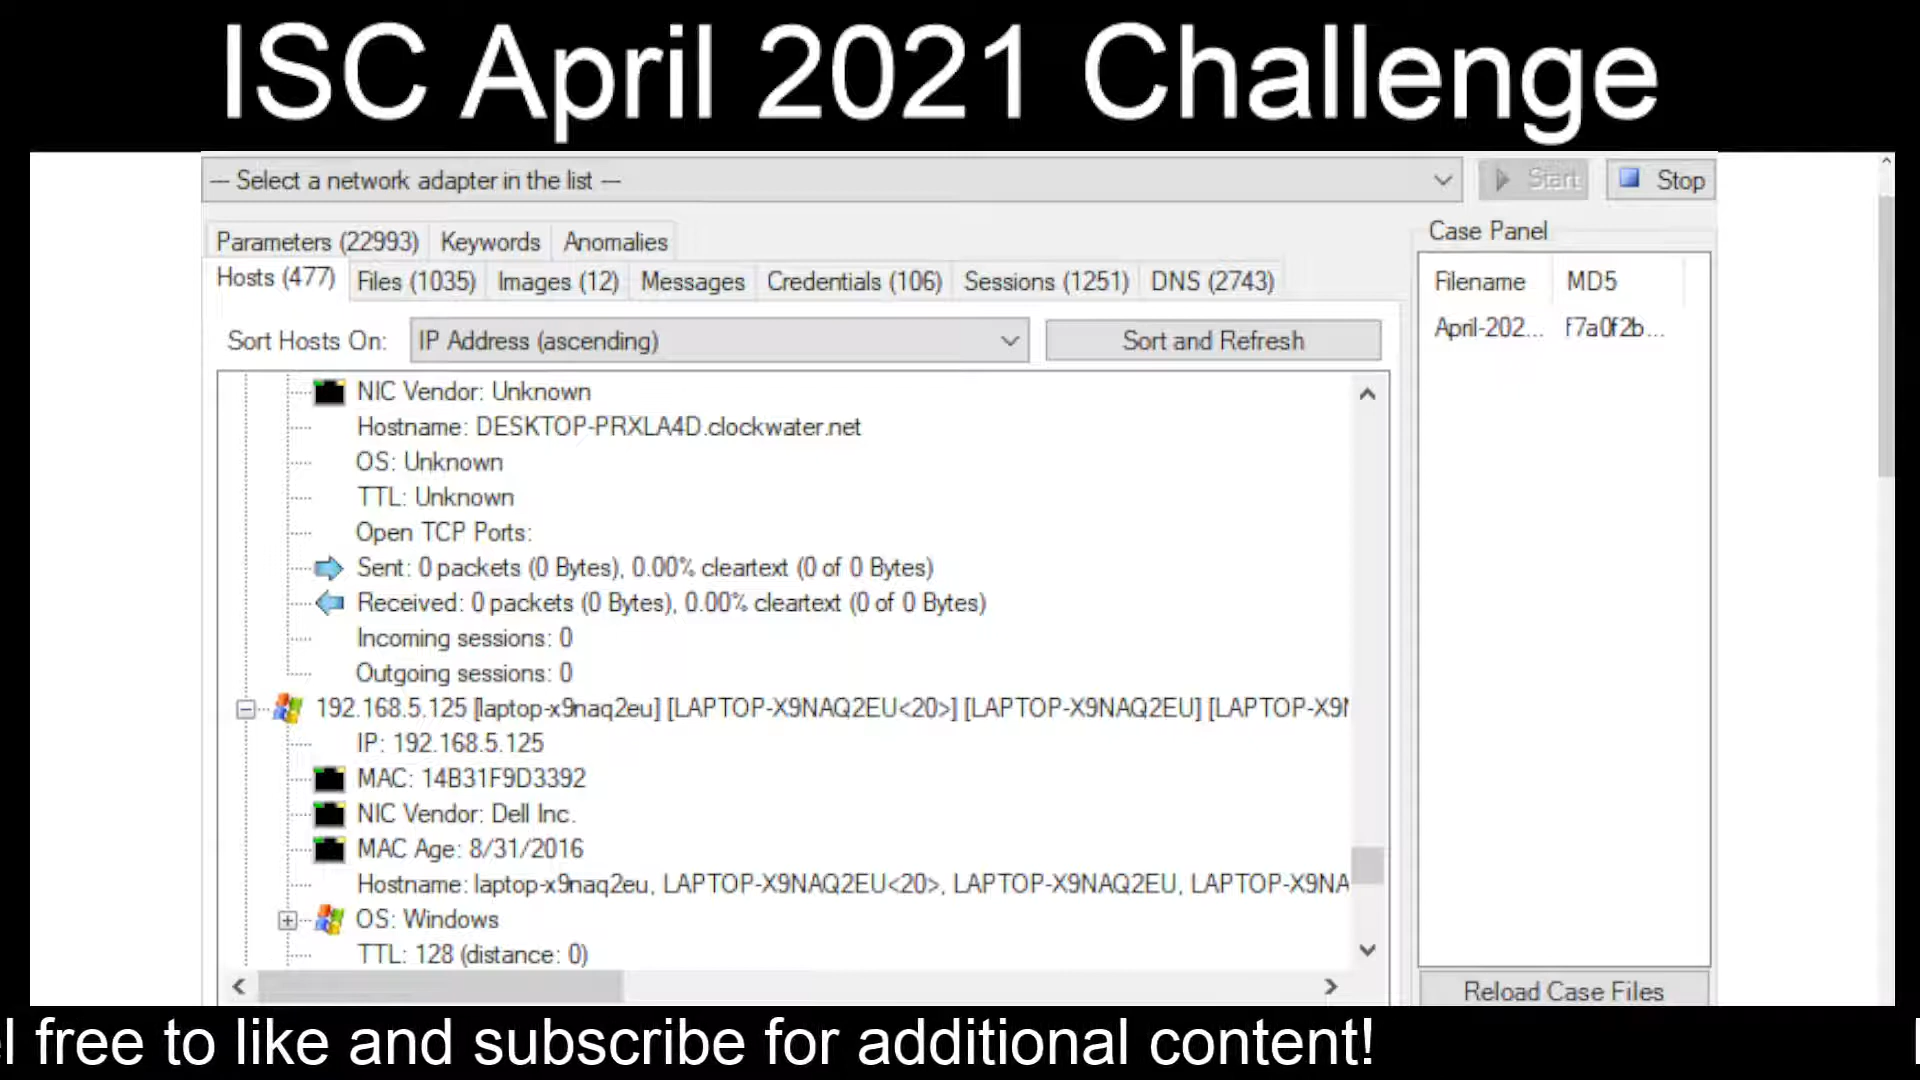 ISC April 2021 Challenge
--- Select a network adapter in the list ---
Start
Stop
Parameters (22993) Keywords Anomalies
Hosts (477) Files (1035) Images (12) Messages Credentials (106) Sessions (1251) DNS (2743)
Sort Hosts On: IP Address (ascending) Sort and Refresh
NIC Vendor: Unknown
Hostname: DESKTOP-PRXLA4D.clockwater.net
OS: Unknown
TTL: Unknown
Open TCP Ports:
Sent: 0 packets (0 Bytes), 0.00% cleartext (0 of 0 Bytes)
Received: 0 packets (0 Bytes), 0.00% cleartext (0 of 0 Bytes)
Incoming sessions: 0
Outgoing sessions: 0
192.168.5.125 [laptop-x9naq2eu] [LAPTOP-X9NAQ2EU<20>] [LAPTOP-X9NAQ2EU] [LAPTOP-X9N
IP: 192.168.5.125
MAC: 14B31F9D3392
NIC Vendor: Dell Inc.
MAC Age: 8/31/2016
Hostname: laptop-x9naq2eu, LAPTOP-X9NAQ2EU<20>, LAPTOP-X9NAQ2EU, LAPTOP-X9NA
OS: Windows
TTL: 128 (distance: 0)
Case Panel
Filename MD5
April-202... f7a0f2b...
Reload Case Files
l free to like and subscribe for additional content!